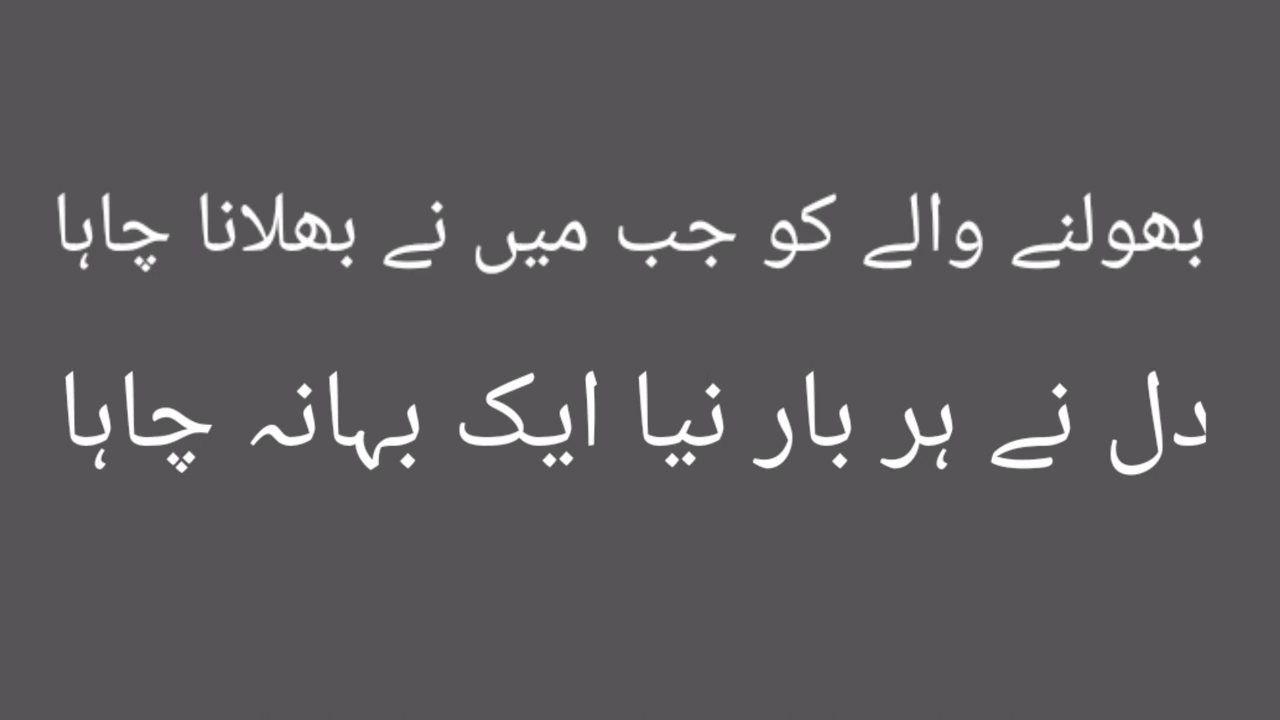 بھولنے والے کو جب میں نے بھلانا چاہا
دل نے ہر بار نیا ایک بہانہ چاہا